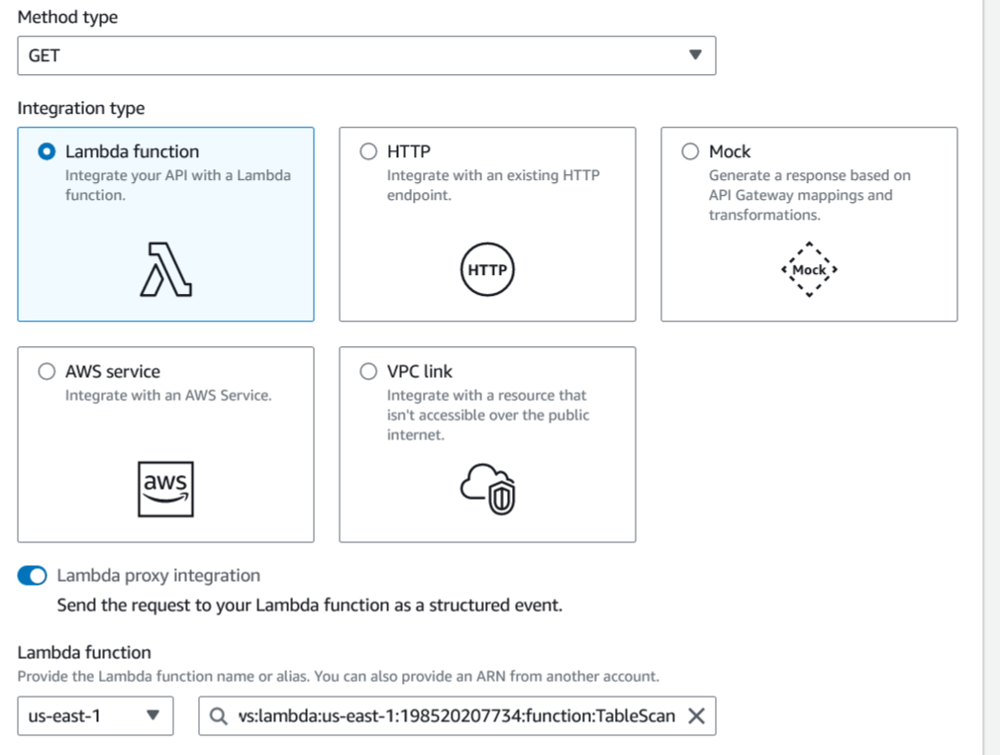 Method type
GET
Integration type
Lambda function
Integrate your API with a Lambda
function.
HTTP
Integrate with an existing HTTP
endpoint.
HTTP
Mock
Generate a response based on
API Gateway mappings and
transformations.
Mock
AWS service
Integrate with an AWS Service.
aws
VPC link
Integrate with a resource that
isn't accessible over the public
internet.
Lambda proxy integration
Send the request to your Lambda function as a structured event.
Lambda function
Provide the Lambda function name or alias. You can also provide an ARN from another account.
us-east-1
vs:lambda:us-east-1:198520207734:function:TableScan